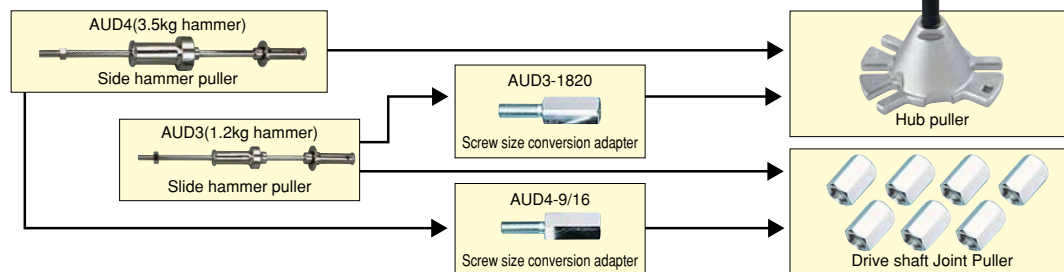 AUD4(3.5kg hammer)
Side hammer puller
AUD3-1820
Screw size conversion adapter
Hub puller
AUD3(1.2kg hammer)
Slide hammer puller
AUD4-9/16
Screw size conversion adapter
Drive shaft Joint Puller